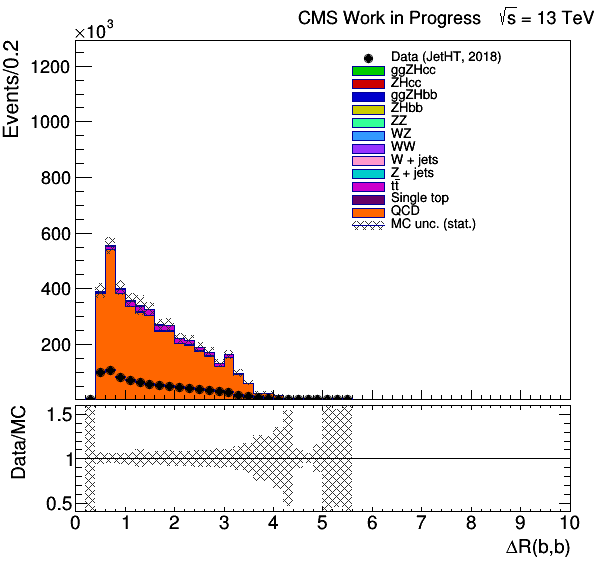 CMS Work in Progress √s = 13 TeV
×10³
Events/0.2
1200
1000
800
600
400
200
Data (JetHT, 2018)
ggZHcc
ZHcc
ggZHbb
ZHbb
ZZ
WZ
WW
W + jets
Z + jets
tt̄
Single top
QCD
MC unc. (stat.)
Data/MC
1.5
1
0.5
0 1 2 3 4 5 6 7 8 9 10
ΔR(b,b)